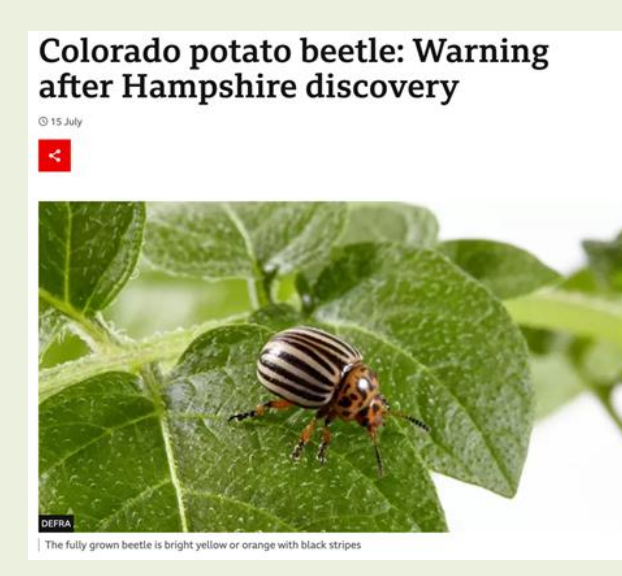 Colorado potato beetle: Warning
after Hampshire discovery
15 July
DEFRA
The fully grown beetle is bright yellow or orange with black stripes